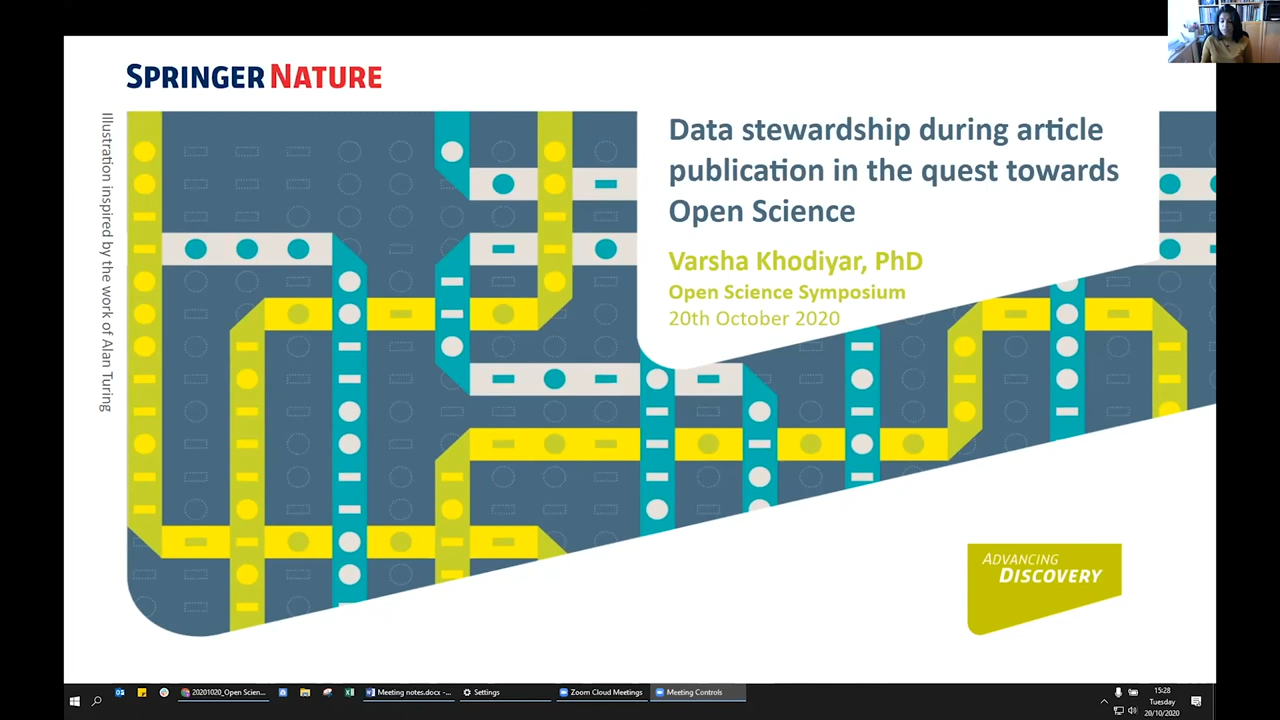 SPRINGER NATURE
Illustration inspired by the work of Alan Turing
Data stewardship during article
publication in the quest towards
Open Science
Varsha Khodiyar, PhD
Open Science Symposium
20th October 2020
ADVANCING
DISCOVERY
20201020_Open Scien...
Meeting notes.docx -...
Settings
Zoom Cloud Meetings
Meeting Controls
15:28
Tuesday
20/10/2020